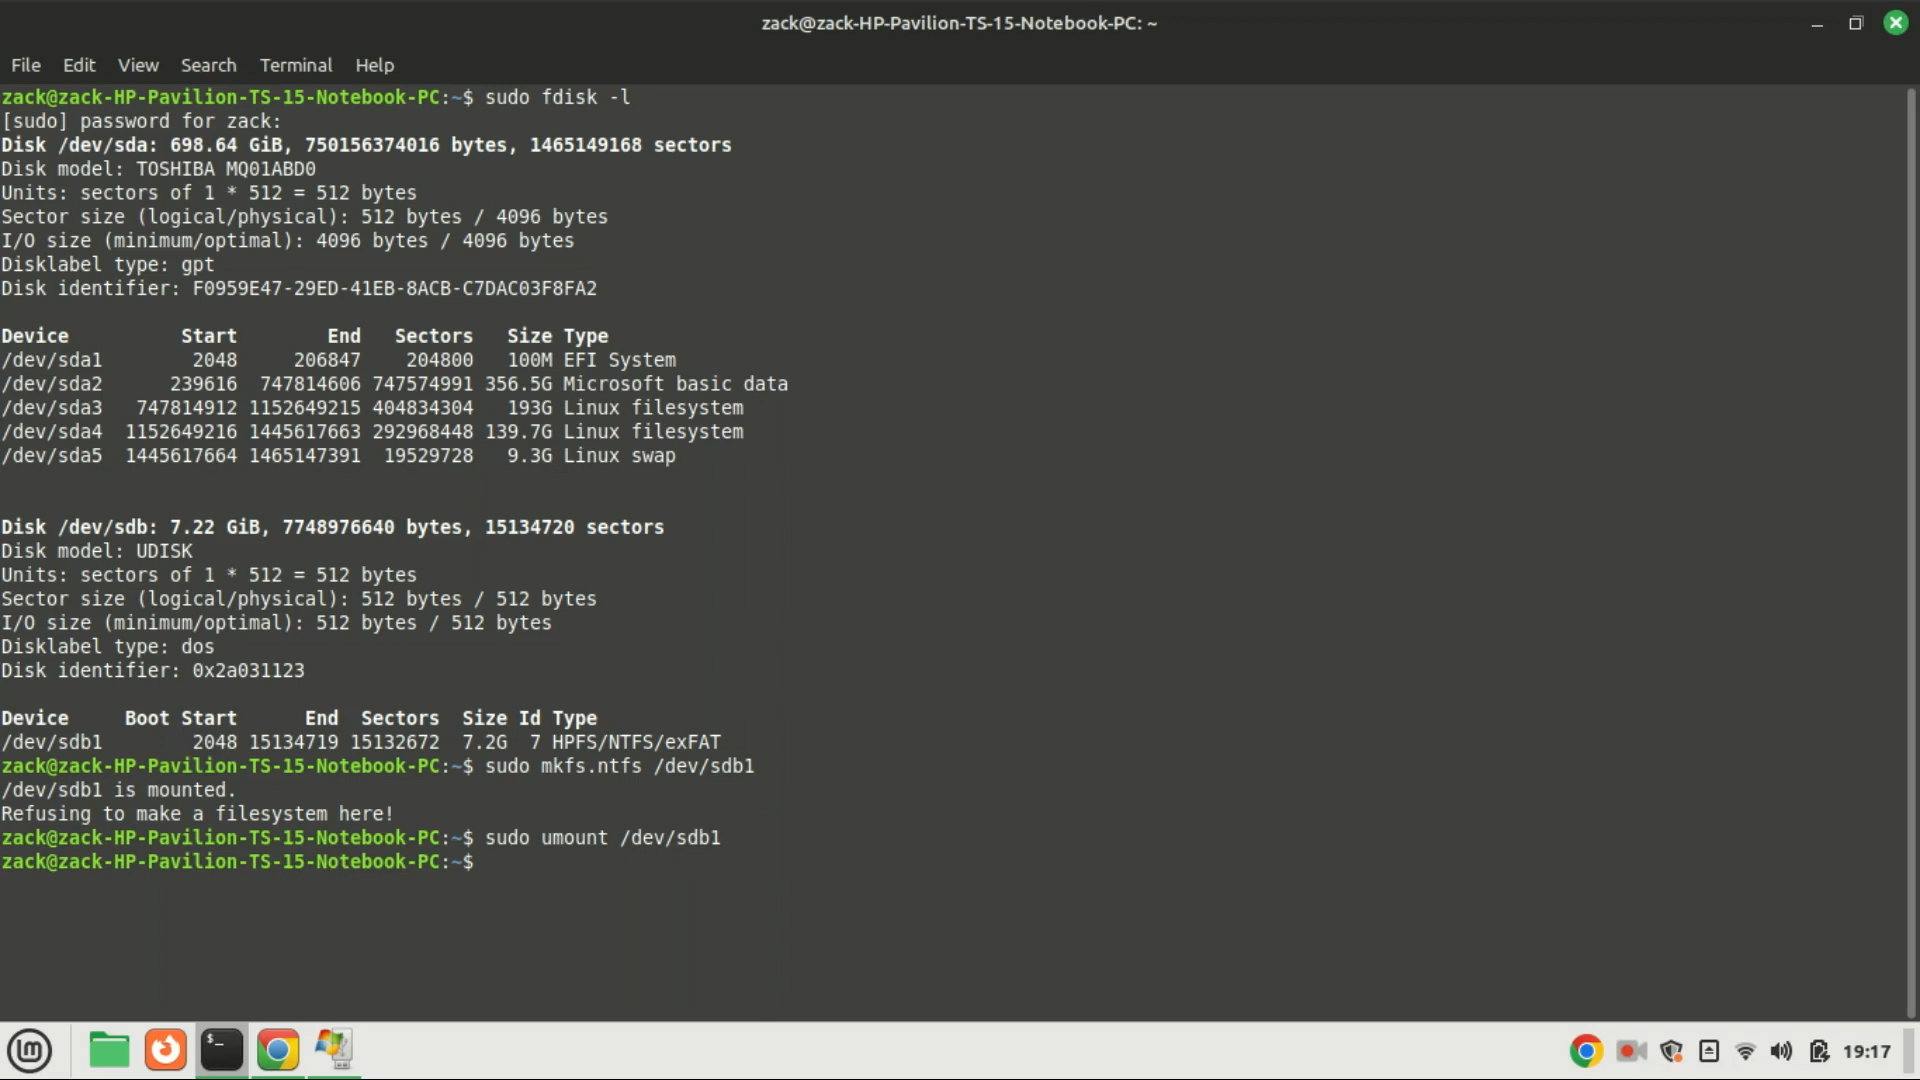 zack@zack-HP-Pavilion-TS-15-Notebook-PC: ~
File Edit View Search Terminal Help
zack@zack-HP-Pavilion-TS-15-Notebook-PC:~$ sudo fdisk -l
[sudo] password for zack:
Disk /dev/sda: 698.64 GiB, 750156374016 bytes, 1465149168 sectors
Disk model: TOSHIBA MQ01ABD0
Units: sectors of 1 * 512 = 512 bytes
Sector size (logical/physical): 512 bytes / 4096 bytes
I/O size (minimum/optimal): 4096 bytes / 4096 bytes
Disklabel type: gpt
Disk identifier: F0959E47-29ED-41EB-8ACB-C7DAC03F8FA2
Device Start End Sectors Size Type
/dev/sda1 2048 206847 204800 100M EFI System
/dev/sda2 239616 747814606 747574991 356.5G Microsoft basic data
/dev/sda3 747814912 1152649215 404834304 193G Linux filesystem
/dev/sda4 1152649216 1445617663 292968448 139.7G Linux filesystem
/dev/sda5 1445617664 1465147391 19529728 9.3G Linux swap
Disk /dev/sdb: 7.22 GiB, 7748976640 bytes, 15134720 sectors
Disk model: UDISK
Units: sectors of 1 * 512 = 512 bytes
Sector size (logical/physical): 512 bytes / 512 bytes
I/O size (minimum/optimal): 512 bytes / 512 bytes
Disklabel type: dos
Disk identifier: 0x2a031123
Device Boot Start End Sectors Size Id Type
/dev/sdb1 2048 15134719 15132672 7.2G 7 HPFS/NTFS/exFAT
zack@zack-HP-Pavilion-TS-15-Notebook-PC:~$ sudo mkfs.ntfs /dev/sdb1
/dev/sdb1 is mounted.
Refusing to make a filesystem here!
zack@zack-HP-Pavilion-TS-15-Notebook-PC:~$ sudo umount /dev/sdb1
zack@zack-HP-Pavilion-TS-15-Notebook-PC:~$
19:17